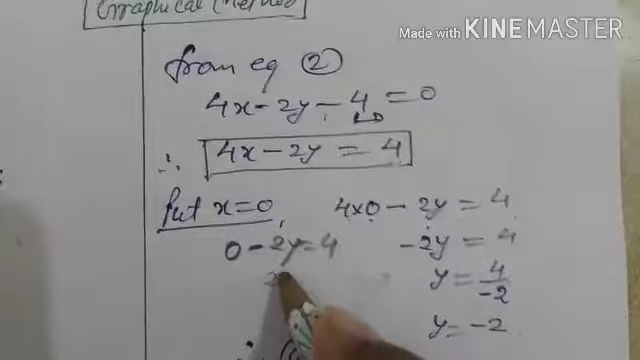 Graphical Method
Made with KINEMASTER
from eq ②
4x - 2y - 4 = 0
∴ 4x - 2y = 4
Put x=0,
4x0 - 2y = 4
0 - 2y = 4
-2y = 4
y = 4/-2
y = -2